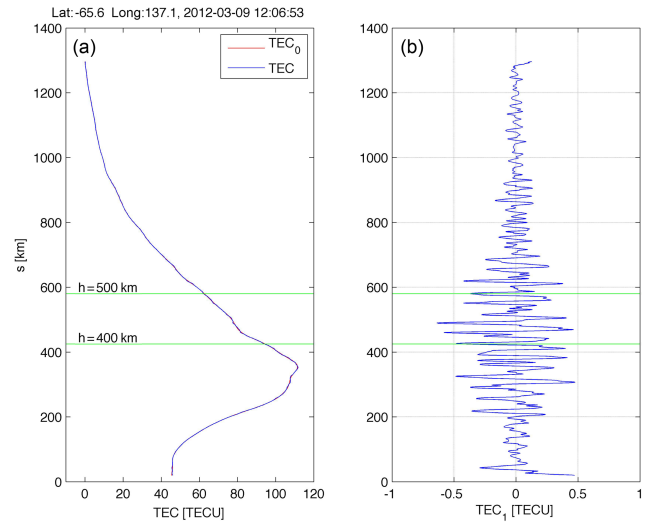 Lat:-65.6 Long:137.1, 2012-03-09 12:06:53
(a)
TEC₀
TEC
1400
1200
1000
800
600
400
200
0
s [km]
h = 500 km
h = 400 km
0 20 40 60 80 100 120
TEC [TECU]
(b)
1400
1200
1000
800
600
400
200
0
-1 -0.5 0 0.5 1
TEC₁ [TECU]